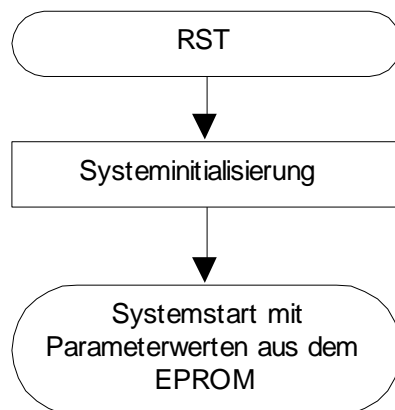 RST
Systeminitialisierung
Systemstart mit
Parameterwerten aus dem
EPROM